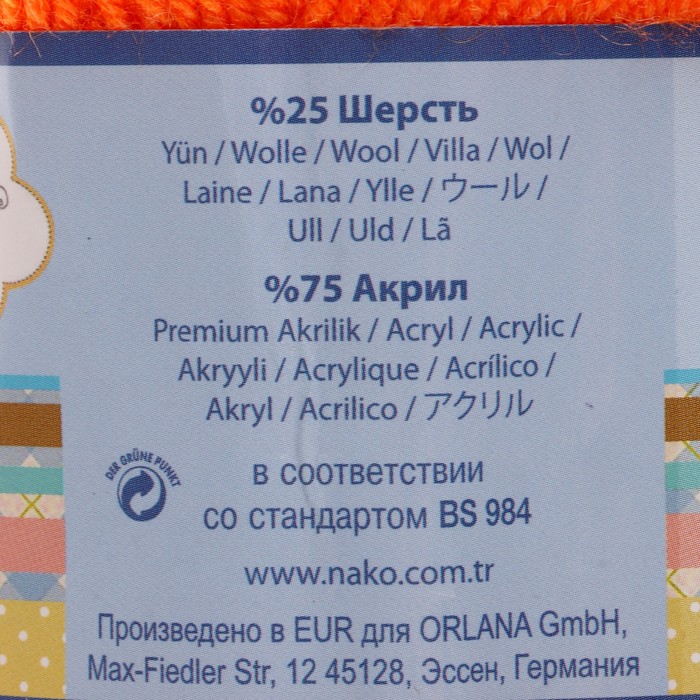 %25 Шерсть
Yün / Wolle / Wool / Villa / Wol /
Laine / Lana / Ylle / ウール /
Ull / Uld / Lã
%75 Акрил
Premium Akrilik / Acryl / Acrylic /
Akryyli / Acrylique / Acrílico /
Akryl / Acrilico / アクリル
DER GRÜNE PUNKT
в соответствии
со стандартом BS 984
www.nako.com.tr
Произведено в EUR для ORLANA GmbH,
Max-Fiedler Str, 12 45128, Эссен, Германия